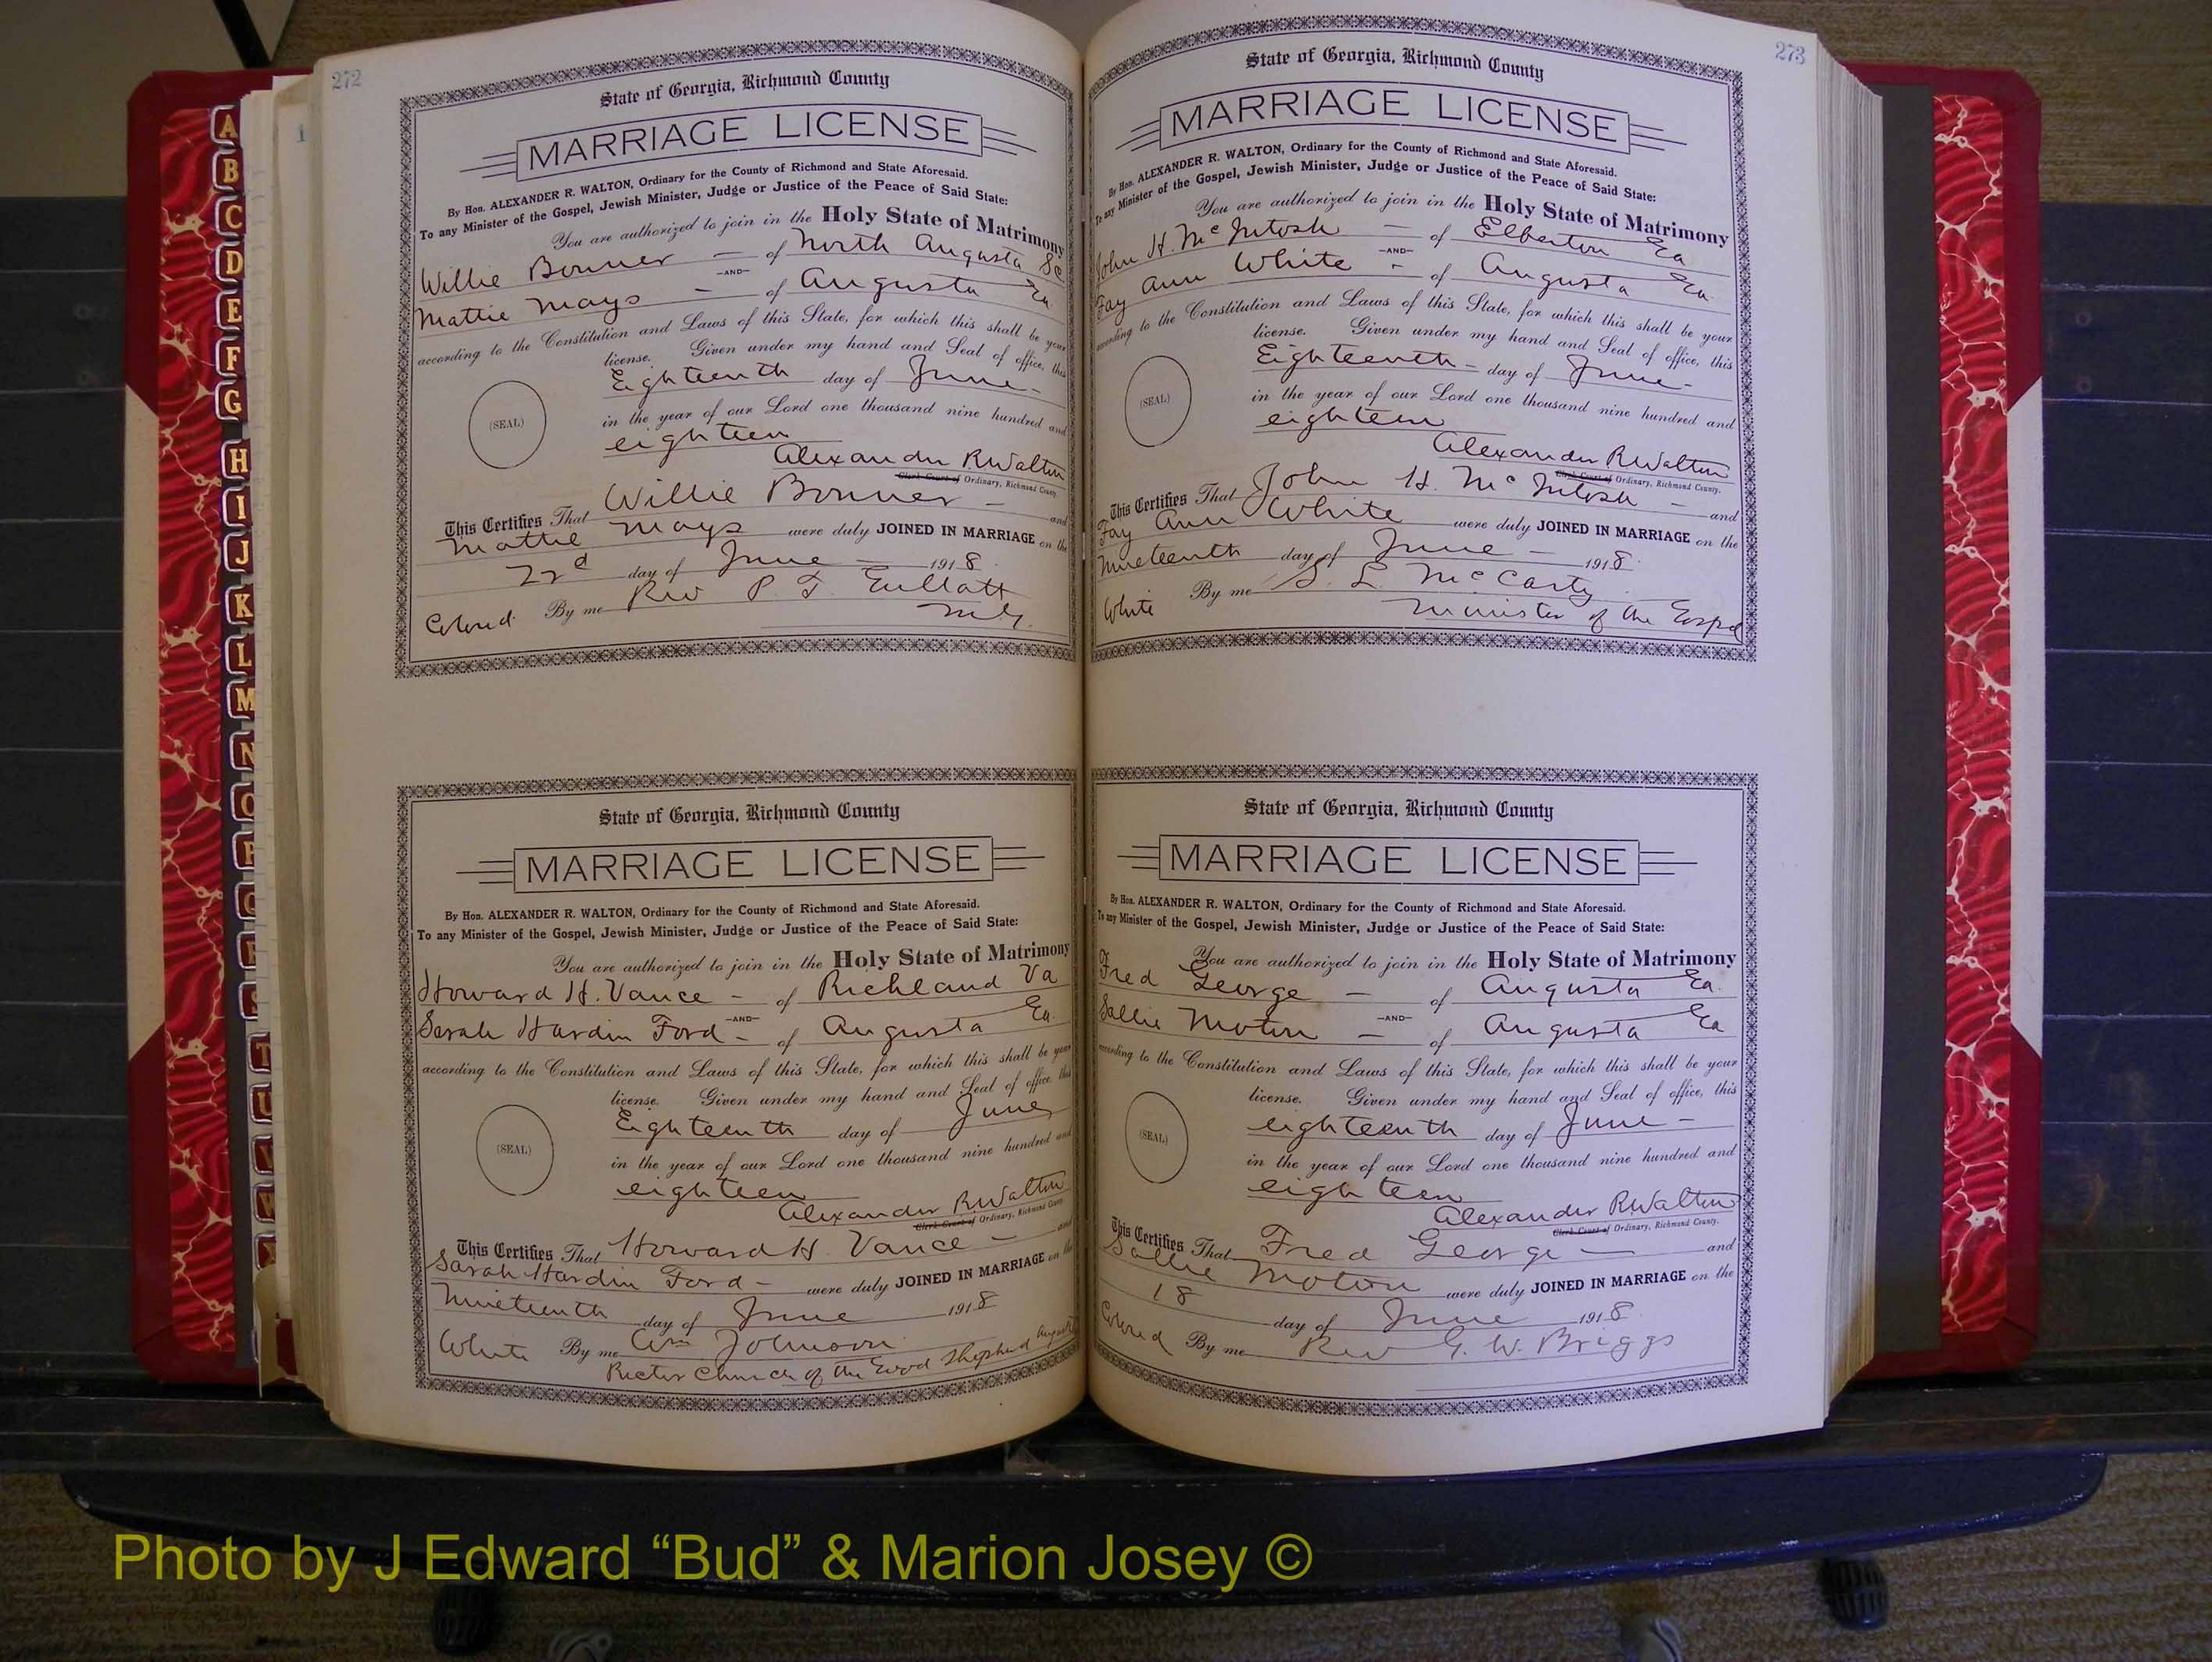 272
State of Georgia, Richmond County
MARRIAGE LICENSE
By Hon. ALEXANDER R. WALTON, Ordinary for the County of Richmond and State Aforesaid.
To any Minister of the Gospel, Jewish Minister, Judge or Justice of the Peace of Said State:
You are authorized to join in the Holy State of Matrimony
Willie Bonner - of North Augusta Sc
-AND-
Mattie Mays - of Augusta Ga
according to the Constitution and Laws of this State, for which this shall be your
license. Given under my hand and Seal of office, this
Eighteenth day of June -
(SEAL)
in the year of our Lord one thousand nine hundred and
eighteen
Alexander R Walton
Clerk Court of Ordinary, Richmond County.
This Certifies That Willie Bonner - and
Mattie Mays were duly JOINED IN MARRIAGE on the
22d day of June 1918
Colored By me Rev P. T.
M.G.
State of Georgia, Richmond County
MARRIAGE LICENSE
By Hon. ALEXANDER R. WALTON, Ordinary for the County of Richmond and State Aforesaid.
To any Minister of the Gospel, Jewish Minister, Judge or Justice of the Peace of Said State:
You are authorized to join in the Holy State of Matrimony
Howard H. Vance - of Richland Va
-AND-
Sarah Hardin Ford - of Augusta Ga.
according to the Constitution and Laws of this State, for which this shall be your
license. Given under my hand and Seal of office, this
Eighteenth day of June
(SEAL)
in the year of our Lord one thousand nine hundred and
eighteen
Alexander R Walton
Clerk Court of Ordinary, Richmond County
This Certifies That Howard H. Vance - and
Sarah Hardin Ford - were duly JOINED IN MARRIAGE on the
Nineteenth day of June 1918
White By me Wm Johnson
Rector Church of the Good Shepherd Augusta
273
State of Georgia, Richmond County
MARRIAGE LICENSE
By Hon. ALEXANDER R. WALTON, Ordinary for the County of Richmond and State Aforesaid.
To any Minister of the Gospel, Jewish Minister, Judge or Justice of the Peace of Said State:
You are authorized to join in the Holy State of Matrimony
John H. McIntosh - of Elberton Ga
-AND-
Fay Ann White - of Augusta Ga.
according to the Constitution and Laws of this State, for which this shall be your
license. Given under my hand and Seal of office, this
Eighteenth - day of June -
(SEAL)
in the year of our Lord one thousand nine hundred and
eighteen
Alexander R Walton
Clerk Court of Ordinary, Richmond County.
This Certifies That John H. McIntosh - and
Fay Ann White were duly JOINED IN MARRIAGE on the
Nineteenth day of June - 1918
White By me S. L. McCarty
Minister of the Gospel
State of Georgia, Richmond County
MARRIAGE LICENSE
By Hon. ALEXANDER R. WALTON, Ordinary for the County of Richmond and State Aforesaid.
To any Minister of the Gospel, Jewish Minister, Judge or Justice of the Peace of Said State:
You are authorized to join in the Holy State of Matrimony
Fred George - of Augusta Ga.
-AND-
Sallie Moton - of Augusta Ga
according to the Constitution and Laws of this State, for which this shall be your
license. Given under my hand and Seal of office, this
eighteenth day of June -
(SEAL)
in the year of our Lord one thousand nine hundred and
eighteen
Alexander R Walton
Clerk Court of Ordinary, Richmond County.
This Certifies That Fred George - and
Sallie Moton were duly JOINED IN MARRIAGE on the
18 day of June 1918
Colored By me Rev G. W. Briggs
A
B
C
D
E
F
G
H
I
J
K
L
M
N
O
P
Q
R
S
T
U
V
W
Photo by J Edward “Bud” & Marion Josey ©